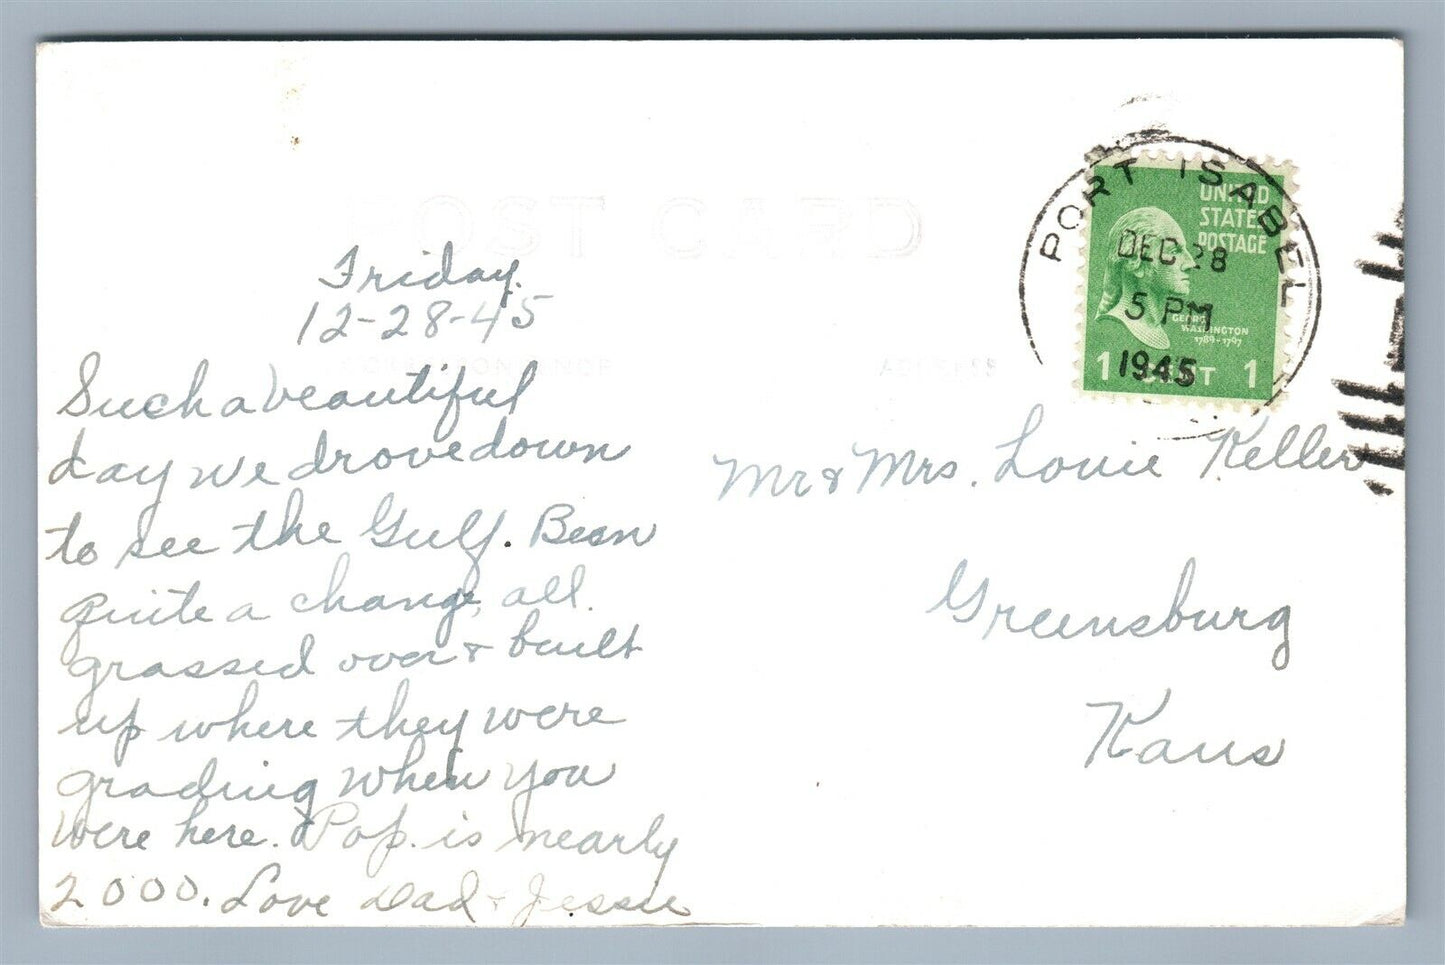 POST CARD
PORT ISABEL
DEC 28
5 PM
1945
UNITED
STATES
POSTAGE
GEORGE
WASHINGTON
1789-1797
1 CENT 1
CORRESPONDENCE
ADDRESS
Friday.
12-28-45
Such a beautiful
day we drove down
to see the Gulf. Been
quite a change, all
grassed over & built
up where they were
grading when you
were here. Pop. is nearly
2000. Love Dad & Jessie
Mr & Mrs. Louie Keller
Greensburg
Kans